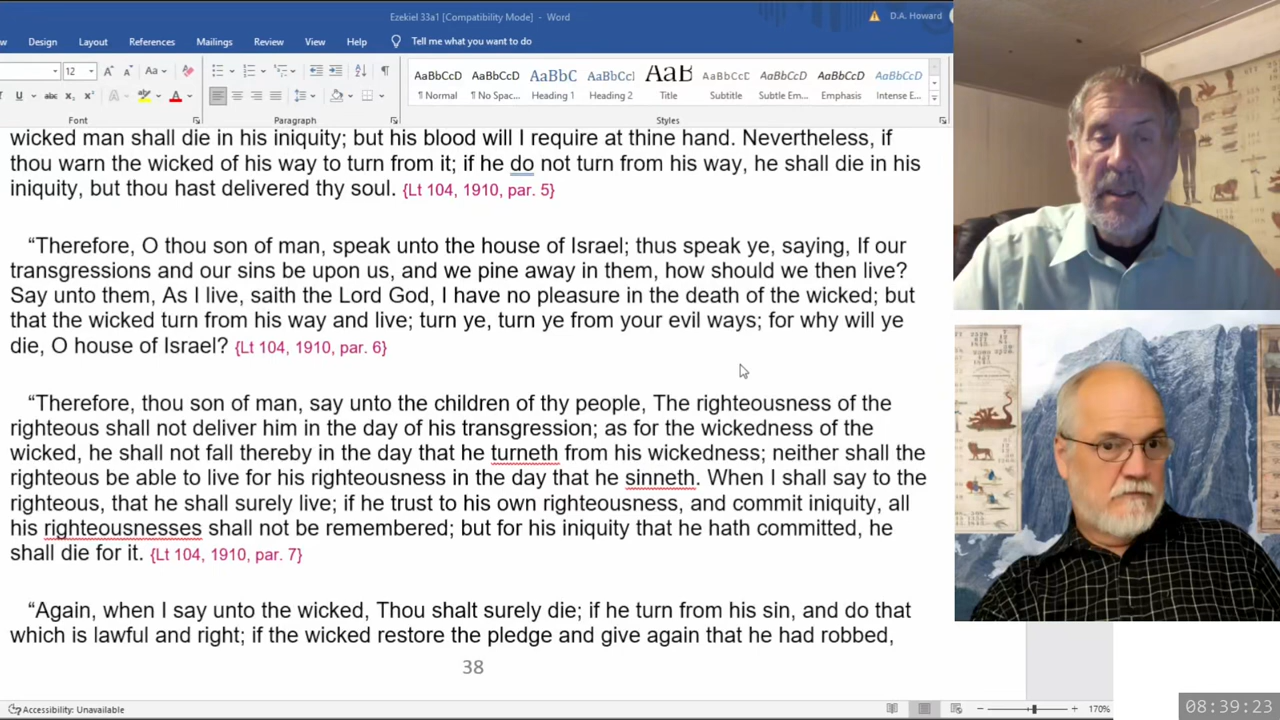 Ezekiel 33a1 [Compatibility Mode] - Word
D.A. Howard
Design Layout References Mailings Review View Help Tell me what you want to do
12 Aa
AaBbCcD AaBbCcD AaBbC AaBbCcI AaB AaBbCcD AaBbCcD AaBbCcD AaBbCcD
¶ Normal ¶ No Spac... Heading 1 Heading 2 Title Subtitle Subtle Em... Emphasis Intense E...
Font Paragraph Styles
wicked man shall die in his iniquity; but his blood will I require at thine hand. Nevertheless, if
thou warn the wicked of his way to turn from it; if he do not turn from his way, he shall die in his
iniquity, but thou hast delivered thy soul. {Lt 104, 1910, par. 5}
“Therefore, O thou son of man, speak unto the house of Israel; thus speak ye, saying, If our
transgressions and our sins be upon us, and we pine away in them, how should we then live?
Say unto them, As I live, saith the Lord God, I have no pleasure in the death of the wicked; but
that the wicked turn from his way and live; turn ye, turn ye from your evil ways; for why will ye
die, O house of Israel? {Lt 104, 1910, par. 6}
“Therefore, thou son of man, say unto the children of thy people, The righteousness of the
righteous shall not deliver him in the day of his transgression; as for the wickedness of the
wicked, he shall not fall thereby in the day that he turneth from his wickedness; neither shall the
righteous be able to live for his righteousness in the day that he sinneth. When I shall say to the
righteous, that he shall surely live; if he trust to his own righteousness, and commit iniquity, all
his righteousnesses shall not be remembered; but for his iniquity that he hath committed, he
shall die for it. {Lt 104, 1910, par. 7}
“Again, when I say unto the wicked, Thou shalt surely die; if he turn from his sin, and do that
which is lawful and right; if the wicked restore the pledge and give again that he had robbed,
38
Accessibility: Unavailable
170%
08:39:23